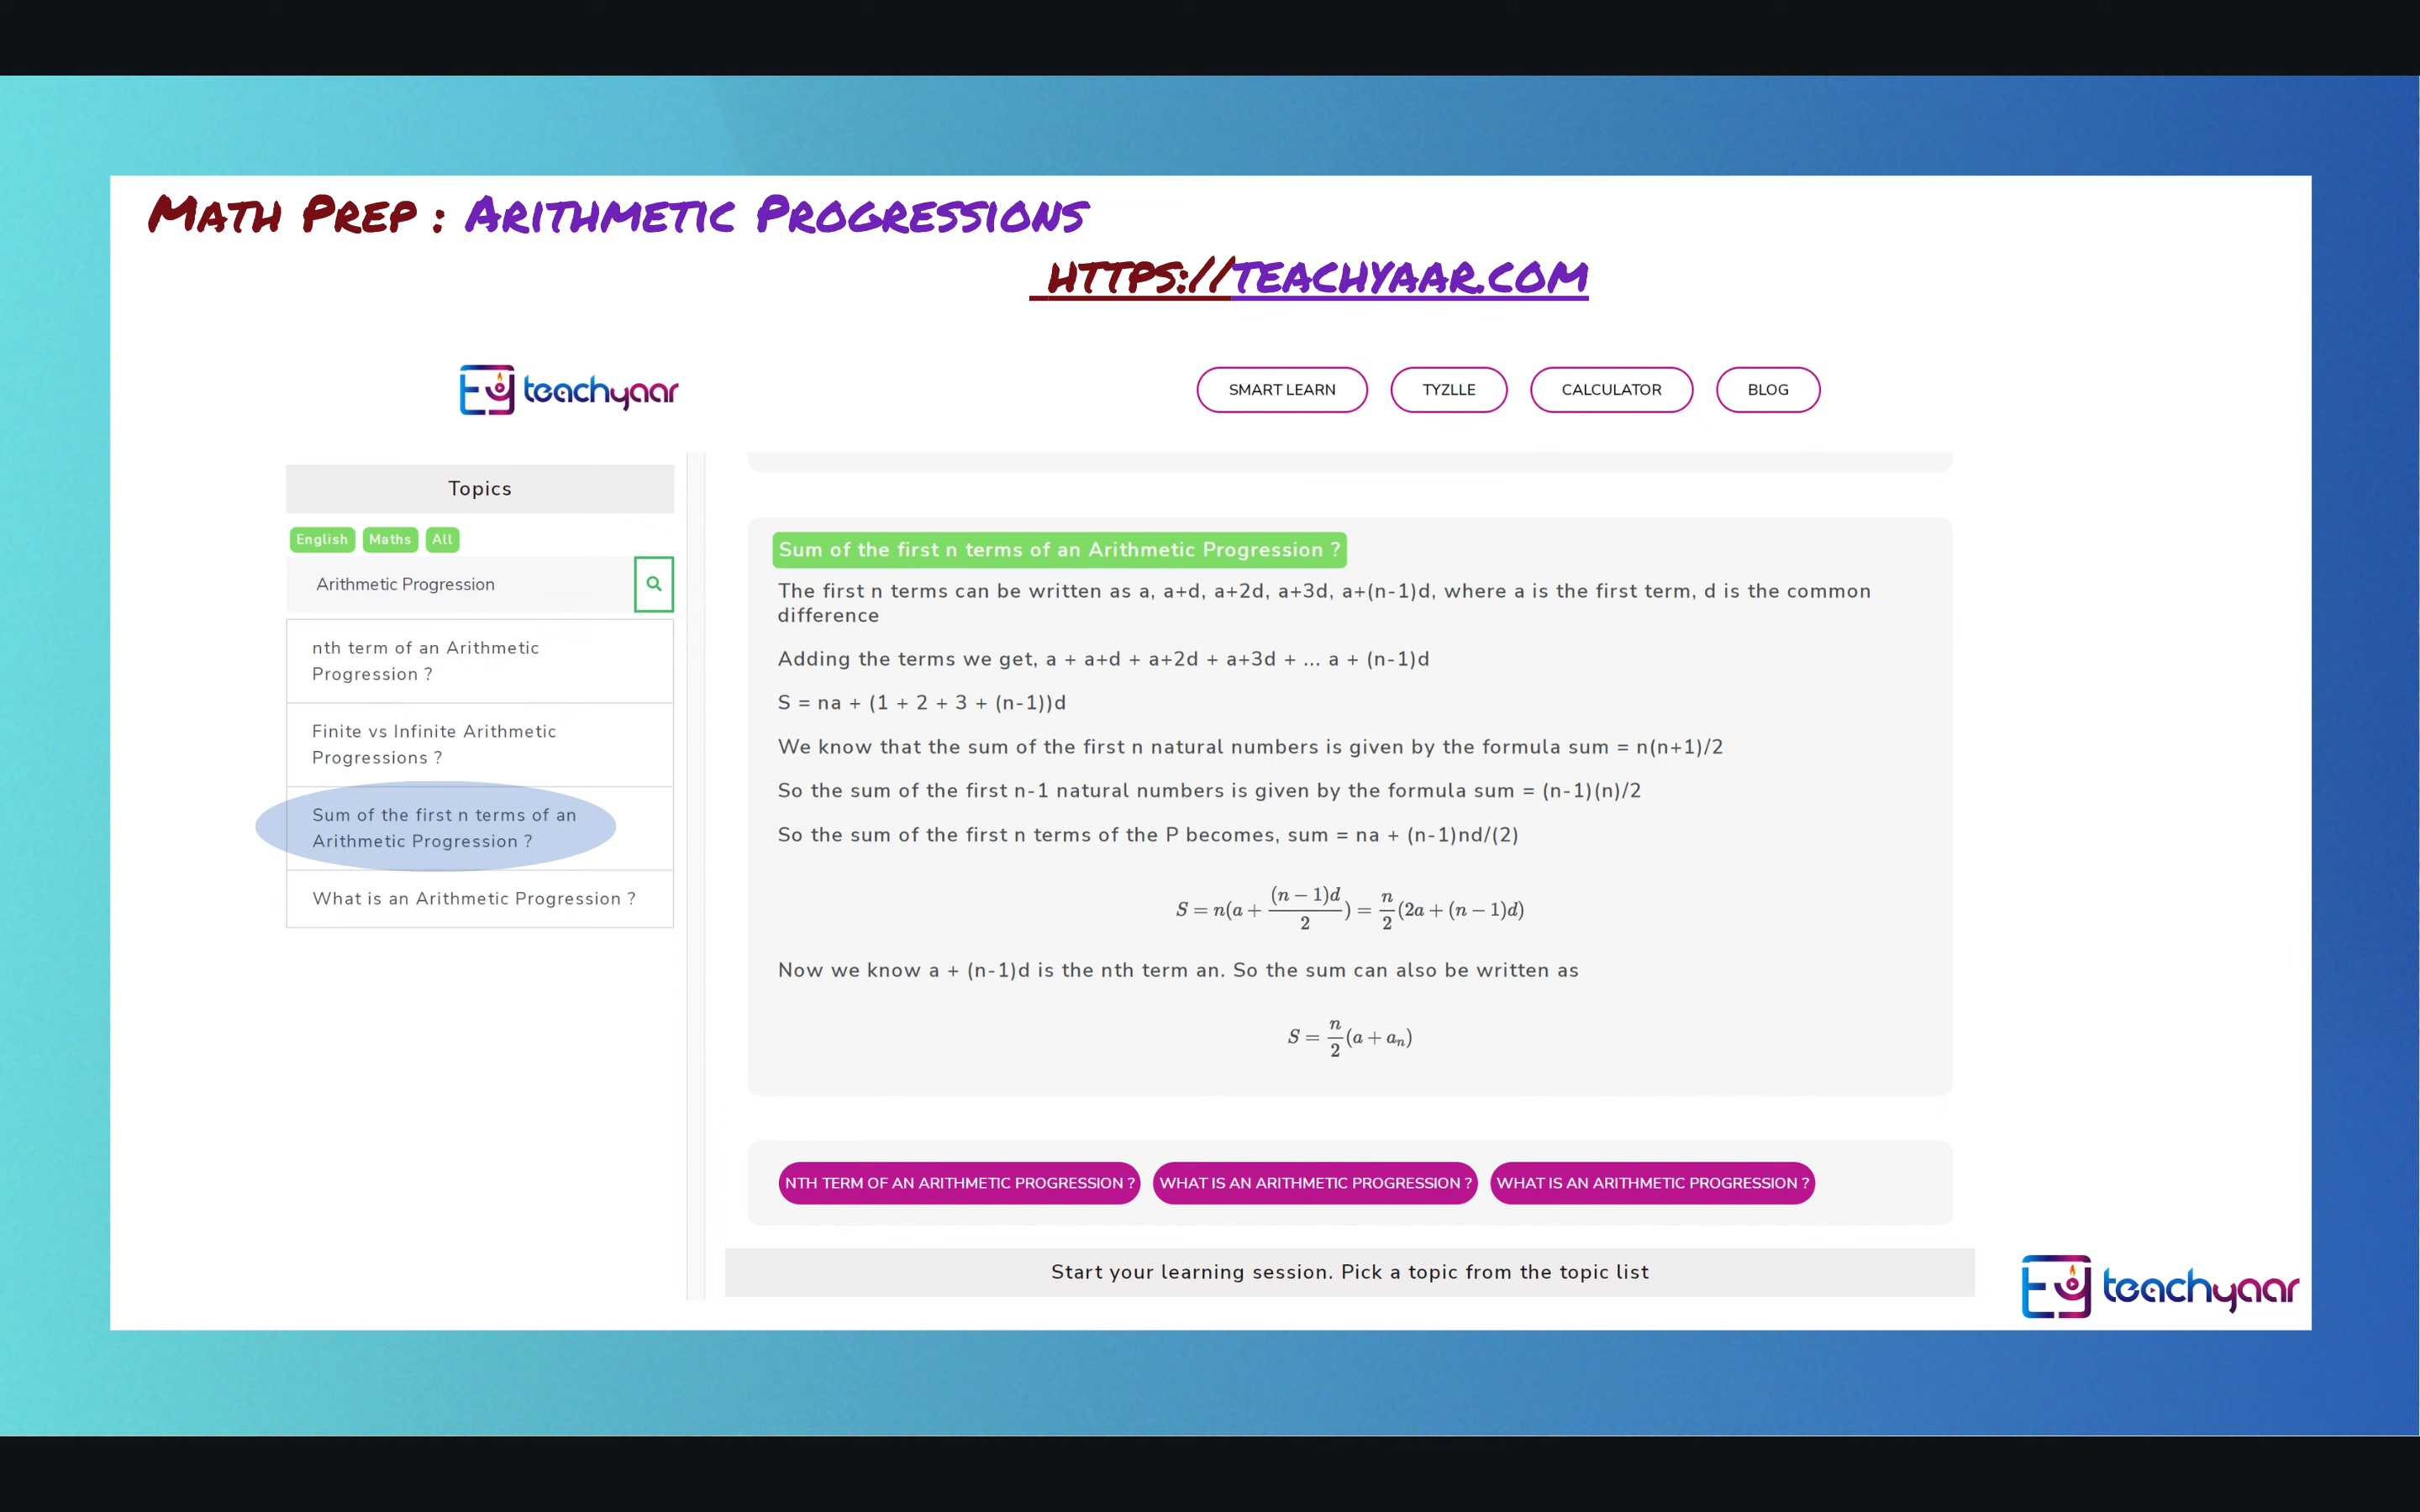 Math Prep : Arithmetic Progressions
https://teachyaar.com
teachyaar
SMART LEARN
TYZLLE
CALCULATOR
BLOG
Topics
English
Maths
All
Arithmetic Progression
nth term of an Arithmetic
Progression ?
Finite vs Infinite Arithmetic
Progressions ?
Sum of the first n terms of an
Arithmetic Progression ?
What is an Arithmetic Progression ?
Sum of the first n terms of an Arithmetic Progression ?
The first n terms can be written as a, a+d, a+2d, a+3d, a+(n-1)d, where a is the first term, d is the common
difference
Adding the terms we get, a + a+d + a+2d + a+3d + ... a + (n-1)d
S = na + (1 + 2 + 3 + (n-1))d
We know that the sum of the first n natural numbers is given by the formula sum = n(n+1)/2
So the sum of the first n-1 natural numbers is given by the formula sum = (n-1)(n)/2
So the sum of the first n terms of the P becomes, sum = na + (n-1)nd/(2)
S = n(a + (n − 1)d/2) = n/2(2a + (n − 1)d)
Now we know a + (n-1)d is the nth term an. So the sum can also be written as
S = n/2(a + aₙ)
NTH TERM OF AN ARITHMETIC PROGRESSION ?
WHAT IS AN ARITHMETIC PROGRESSION ?
WHAT IS AN ARITHMETIC PROGRESSION ?
Start your learning session. Pick a topic from the topic list
teachyaar